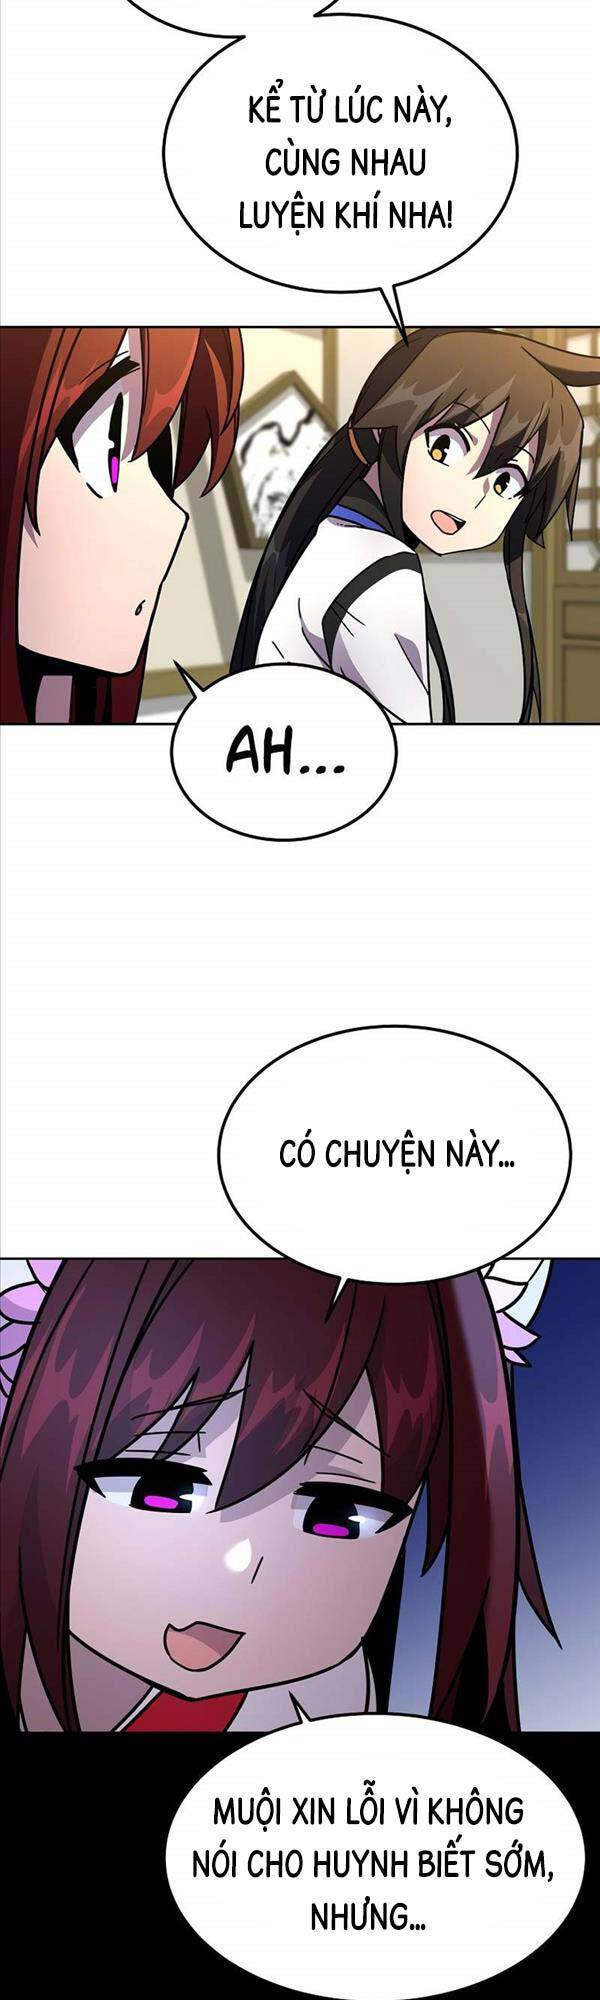 KỂ TỪ LÚC NÀY,
CÙNG NHAU
LUYỆN KHÍ NHA!
AH...
CÓ CHUYỆN NÀY...
MUỘI XIN LỖI VÌ KHÔNG
NÓI CHO HUYNH BIẾT SỚM,
NHƯNG...